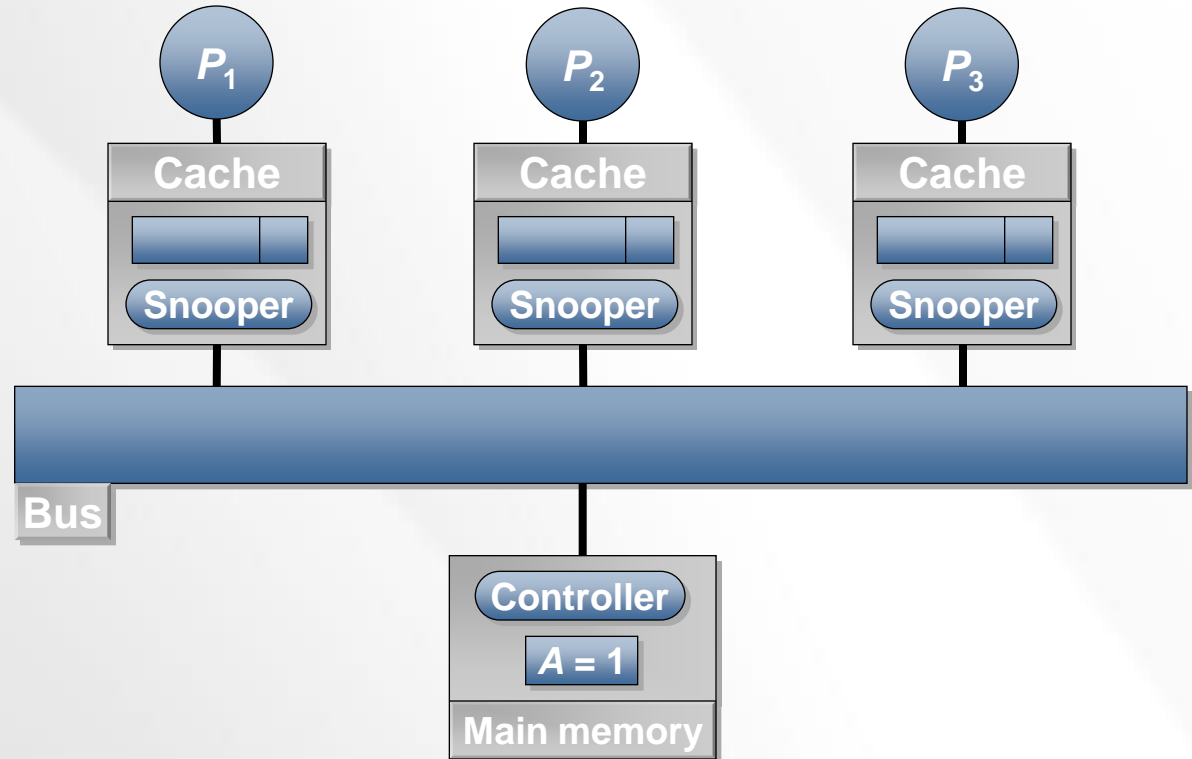 P1
P2
P3
Cache
Cache
Cache
Snooper
Snooper
Snooper
Bus
Controller
A = 1
Main memory